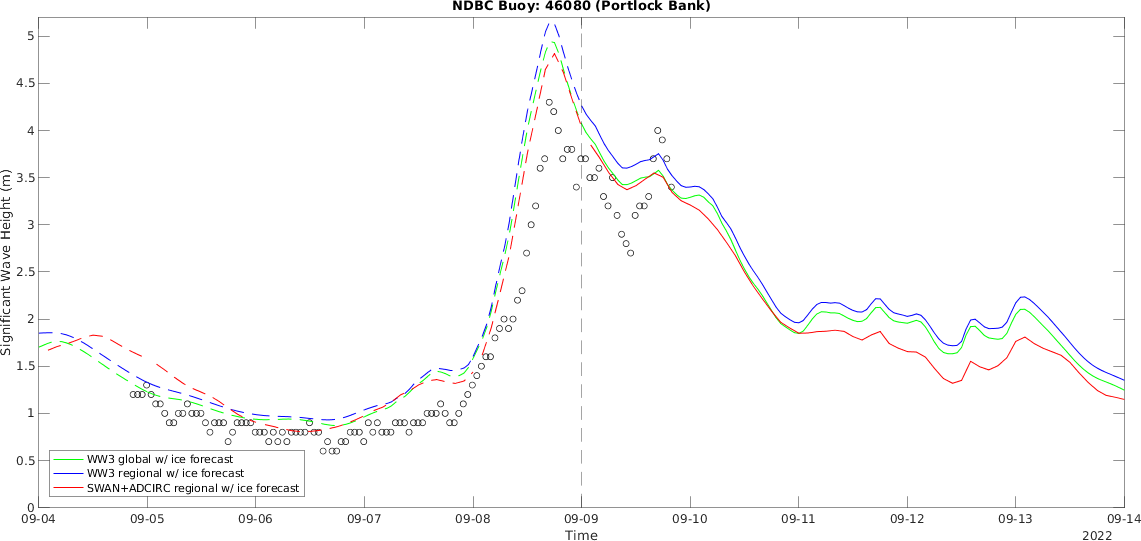 NDBC Buoy: 46080 (Portlock Bank)
Significant Wave Height (m)
5
4.5
4
3.5
3
2.5
2
1.5
1
0.5
0
WW3 global w/ ice forecast
WW3 regional w/ ice forecast
SWAN+ADCIRC regional w/ ice forecast
09-04 09-05 09-06 09-07 09-08 09-09 09-10 09-11 09-12 09-13 09-14
Time
2022